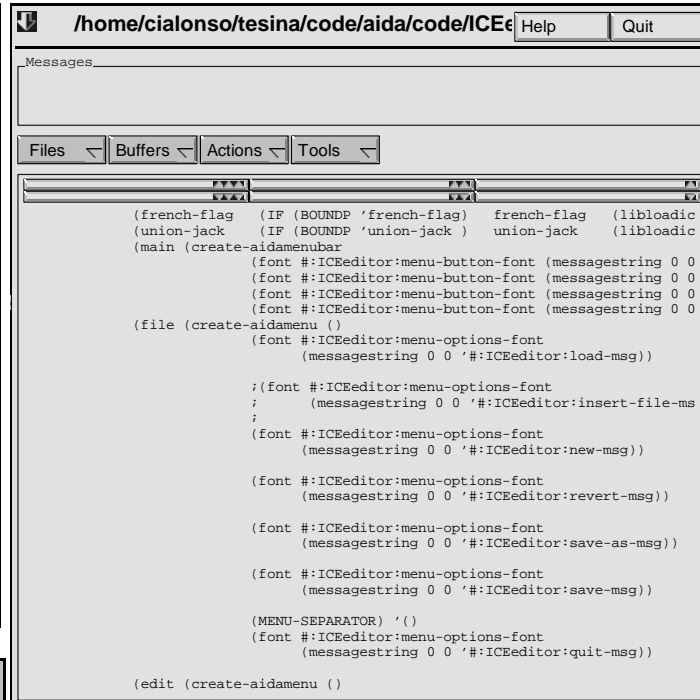 /home/cialonso/tesina/code/aida/code/ICEe Help Quit
Messages
Files Buffers Actions Tools
(french-flag (IF (BOUNDP 'french-flag) french-flag (libloadic
(union-jack (IF (BOUNDP 'union-jack ) union-jack (libloadic
(main (create-aidamenubar
(font #:ICEeditor:menu-button-font (messagestring 0 0
(font #:ICEeditor:menu-button-font (messagestring 0 0
(font #:ICEeditor:menu-button-font (messagestring 0 0
(font #:ICEeditor:menu-button-font (messagestring 0 0
(file (create-aidamenu ()
(font #:ICEeditor:menu-options-font
(messagestring 0 0 '#:ICEeditor:load-msg))
;(font #:ICEeditor:menu-options-font
; (messagestring 0 0 '#:ICEeditor:insert-file-ms
;
(font #:ICEeditor:menu-options-font
(messagestring 0 0 '#:ICEeditor:new-msg))
(font #:ICEeditor:menu-options-font
(messagestring 0 0 '#:ICEeditor:revert-msg))
(font #:ICEeditor:menu-options-font
(messagestring 0 0 '#:ICEeditor:save-as-msg))
(font #:ICEeditor:menu-options-font
(messagestring 0 0 '#:ICEeditor:save-msg))
(MENU-SEPARATOR) '()
(font #:ICEeditor:menu-options-font
(messagestring 0 0 '#:ICEeditor:quit-msg))
(edit (create-aidamenu ()